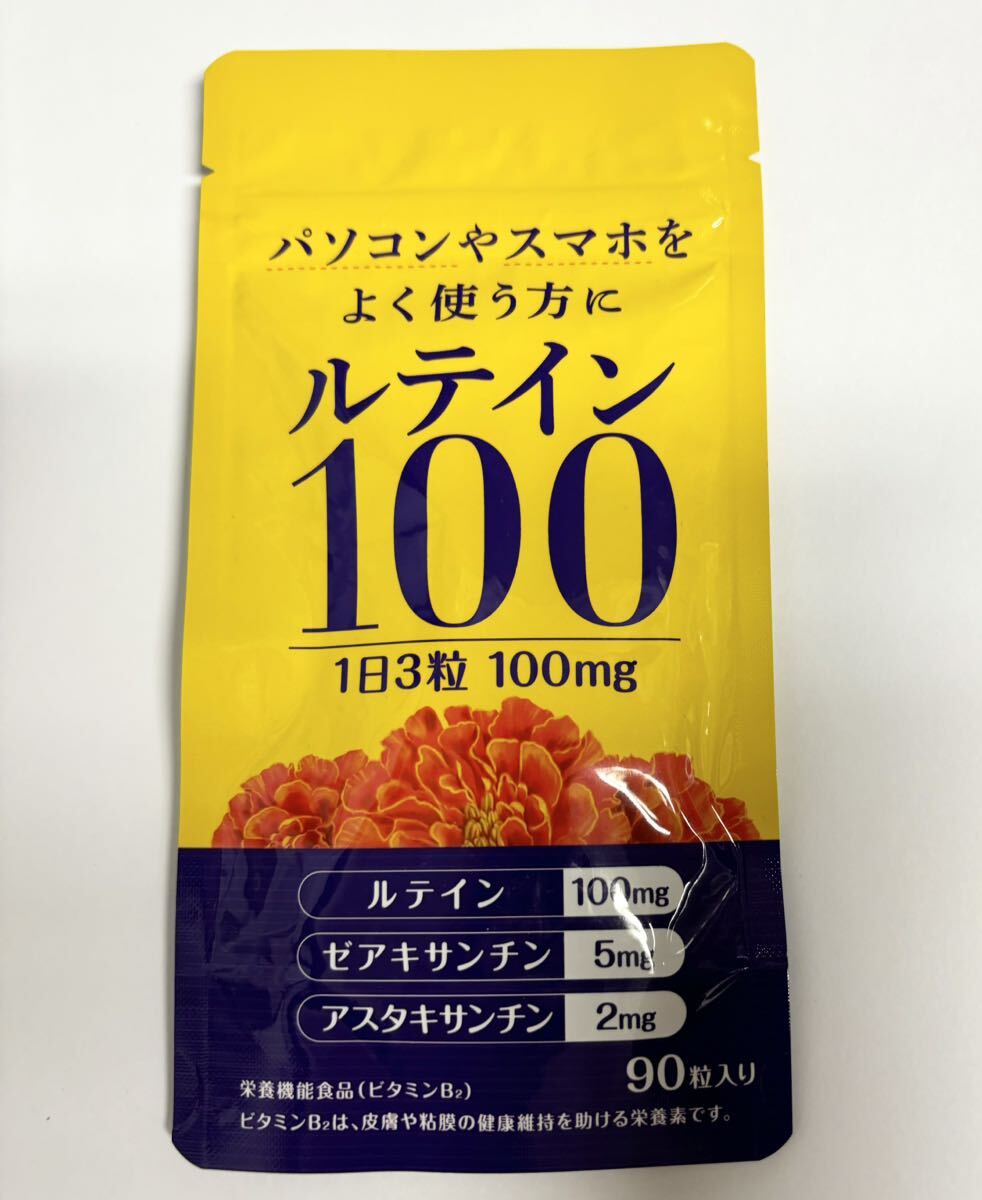 パソコンやスマホを
よく使う方に
ルテイン
100
1日3粒 100mg
ルテイン 100mg
ゼアキサンチン 5mg
アスタキサンチン 2mg
90粒入り
栄養機能食品(ビタミンB₂)
ビタミンB₂は、皮膚や粘膜の健康維持を助ける栄養素です。